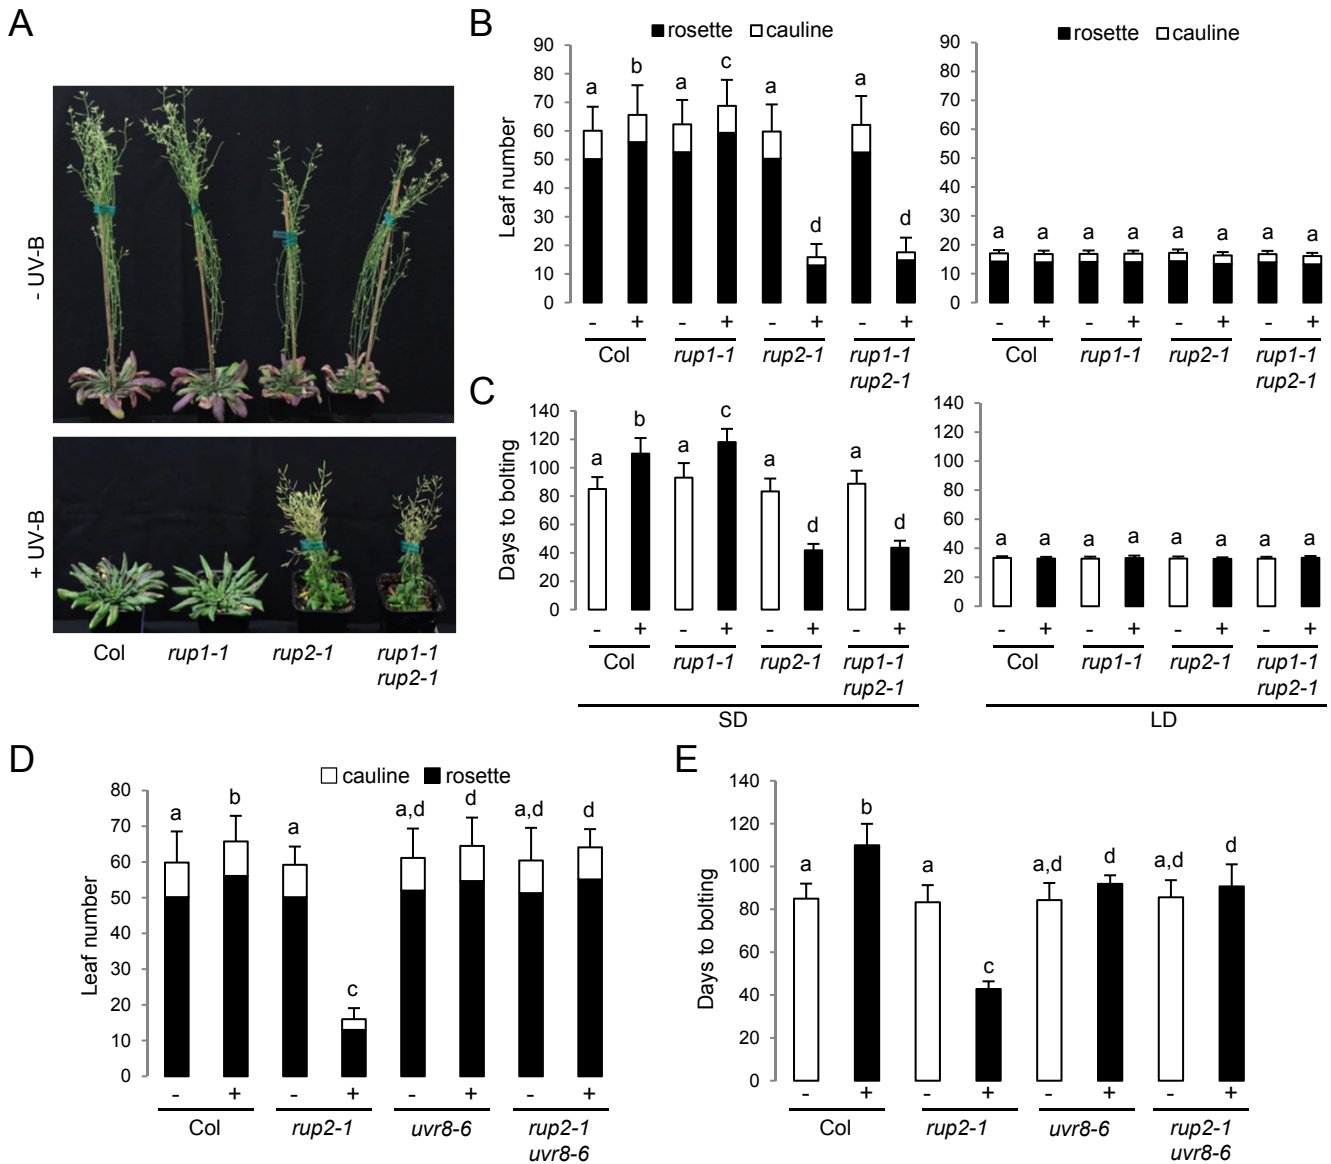 A
- UV-B
+ UV-B
Col rup1-1 rup2-1 rup1-1
rup2-1
B
rosette cauline
Leaf number
90
80
70
60
50
40
30
20
10
0
a b a c a d a d
- + - + - + - +
Col rup1-1 rup2-1 rup1-1
rup2-1
rosette cauline
90
80
70
60
50
40
30
20
10
0
a a a a a a a a
- + - + - + - +
Col rup1-1 rup2-1 rup1-1
rup2-1
C
Days to bolting
140
120
100
80
60
40
20
0
a b a c a d a d
- + - + - + - +
Col rup1-1 rup2-1 rup1-1
rup2-1
SD
140
120
100
80
60
40
20
0
a a a a a a a a
- + - + - + - +
Col rup1-1 rup2-1 rup1-1
rup2-1
LD
D
cauline rosette
Leaf number
80
70
60
50
40
30
20
10
0
a b a c a,d d a,d d
- + - + - + - +
Col rup2-1 uvr8-6 rup2-1
uvr8-6
E
Days to bolting
140
120
100
80
60
40
20
0
a b a c a,d d a,d d
- + - + - + - +
Col rup2-1 uvr8-6 rup2-1
uvr8-6